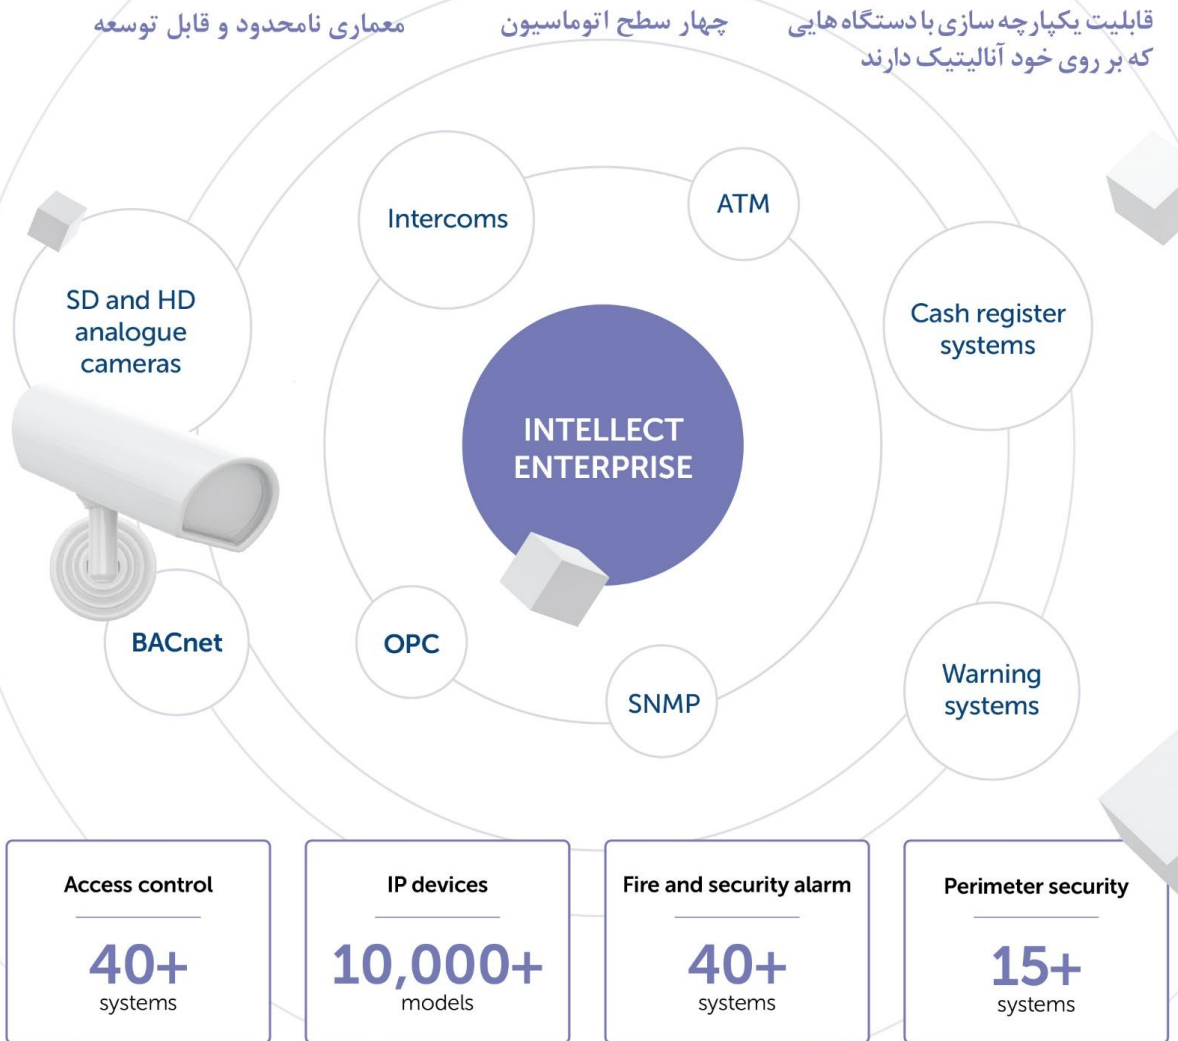 قابلیت یکپارچه سازی با دستگاه هایی
که بر روی خود آنالیتیک دارند
چهار سطح اتوماسیون
معماری نامحدود و قابل توسعه
Intercoms
ATM
SD and HD
analogue
cameras
Cash register
systems
INTELLECT
ENTERPRISE
BACnet
OPC
SNMP
Warning
systems
Access control
40+
systems
IP devices
10,000+
models
Fire and security alarm
40+
systems
Perimeter security
15+
systems